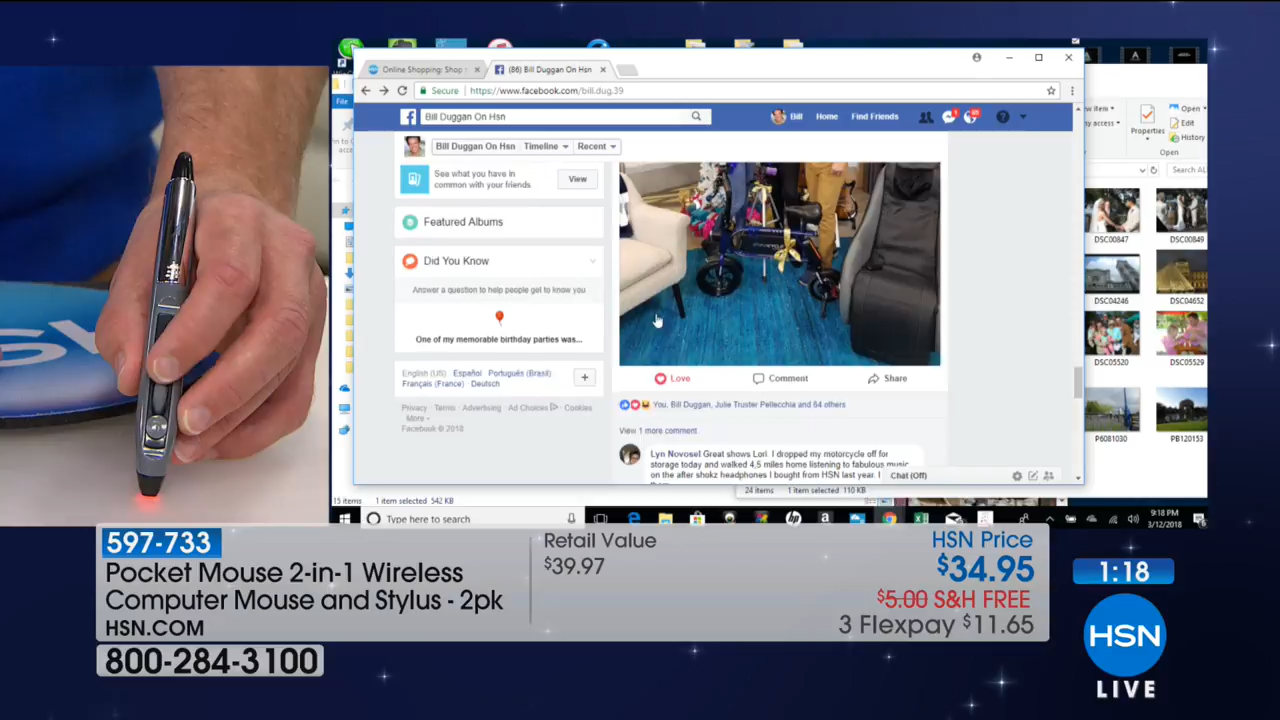 Online Shopping: Shop
(86) Bill Duggan On Hsn
Secure
https://www.facebook.com/bill.dug.39
Bill Duggan On Hsn
Bill
Home
Find Friends
Bill Duggan On Hsn
Timeline
Recent
See what you have in
common with your friends.
View
Featured Albums
Did You Know
Answer a question to help people get to know you
One of my memorable birthday parties was...
English (US) Español Português (Brasil)
Français (France) Deutsch
Privacy Terms Advertising Ad Choices Cookies
More
Facebook © 2018
Love
Comment
Share
You, Bill Duggan, Julie Truster Pellecchia and 64 others
View 1 more comment
Lyn Novosel Great shows Lori. I dropped my motorcycle off for
storage today and walked 4,5 miles home listening to fabulous music
on the after shokz headphones I bought from HSN last year. I
Chat (Off)
File
Properties
Open
Edit
History
Open
DSC00847
DSC00849
DSC04246
DSC04652
DSC05520
DSC05529
P6081030
PB120153
15 items 1 item selected 542 KB
24 items 1 item selected 110 KB
Type here to search
9:18 PM
3/12/2018
597-733
Pocket Mouse 2-in-1 Wireless
Computer Mouse and Stylus - 2pk
HSN.COM
800-284-3100
Retail Value
$39.97
HSN Price
$34.95
$5.00 S&H FREE
3 Flexpay $11.65
1:18
HSN
LIVE